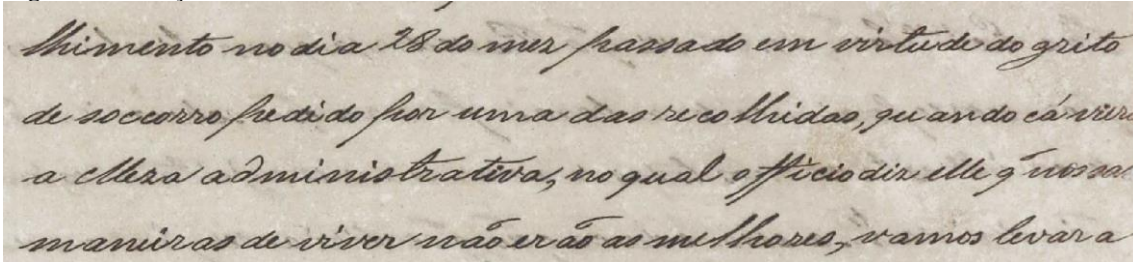 lhimento no dia 28 do mez passado em virtude do grito
de soccorro pedido por uma das recolhidas, quando cá
a Meza administrativa, no qual officio diz elle q̃ nossas
maneiras de viver não erão as melhores, vamos levar a